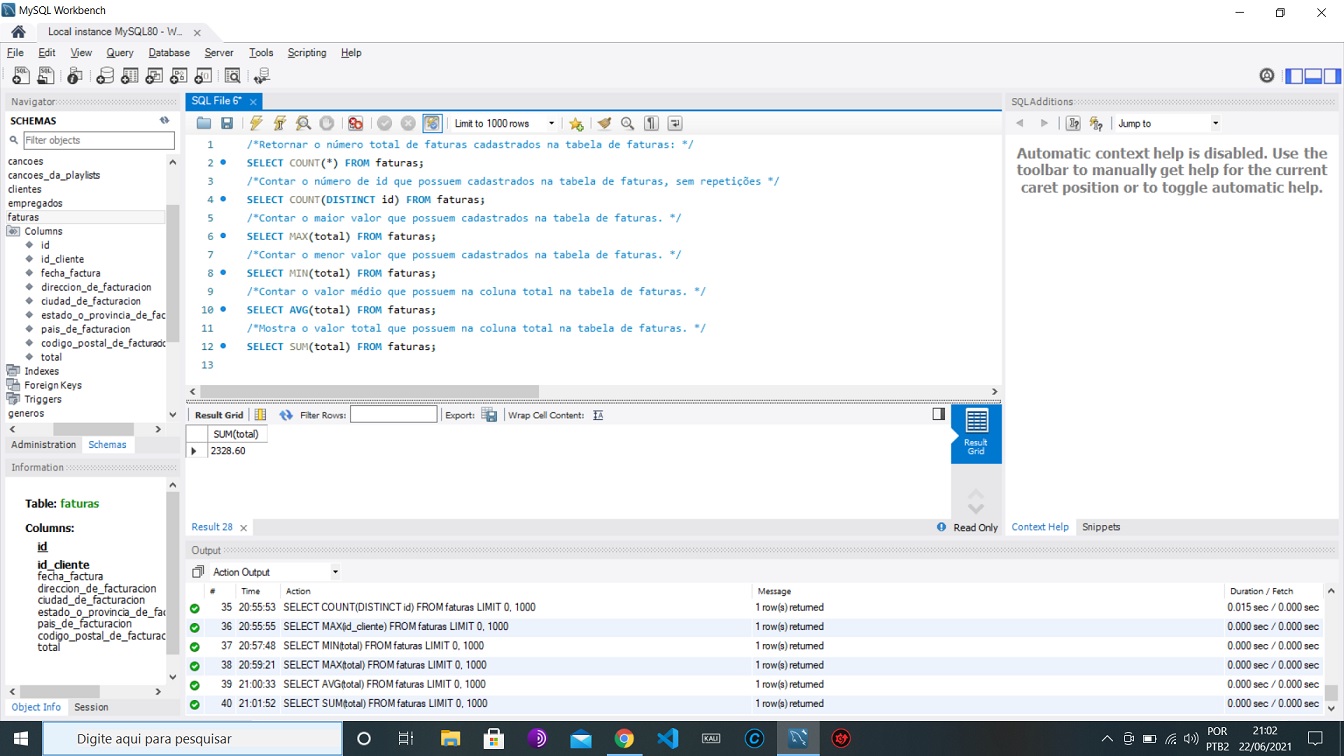 MySQL Workbench
Local instance MySQL80 - W...
File Edit View Query Database Server Tools Scripting Help
Navigator
SCHEMAS
Filter objects
cancoes
cancoes_da_playlists
clientes
empregados
faturas
Columns
id
id_cliente
fecha_factura
direccion_de_facturacion
ciudad_de_facturacion
estado_o_provincia_de_fac
pais_de_facturacion
codigo_postal_de_facturac
total
Indexes
Foreign Keys
Triggers
generos
Administration Schemas
Information
Table: faturas
Columns:
id
id_cliente
fecha_factura
direccion_de_facturacion
ciudad_de_facturacion
estado_o_provincia_de_fac
pais_de_facturacion
codigo_postal_de_facturac
total
Object Info Session
SQL File 6*
Limit to 1000 rows
1 /*Retornar o número total de faturas cadastrados na tabela de faturas: */
2 SELECT COUNT(*) FROM faturas;
3 /*Contar o número de id que possuem cadastrados na tabela de faturas, sem repetições */
4 SELECT COUNT(DISTINCT id) FROM faturas;
5 /*Contar o maior valor que possuem cadastrados na tabela de faturas. */
6 SELECT MAX(total) FROM faturas;
7 /*Contar o menor valor que possuem cadastrados na tabela de faturas. */
8 SELECT MIN(total) FROM faturas;
9 /*Contar o valor médio que possuem na coluna total na tabela de faturas. */
10 SELECT AVG(total) FROM faturas;
11 /*Mostra o valor total que possuem na coluna total na tabela de faturas. */
12 SELECT SUM(total) FROM faturas;
13
Result Grid Filter Rows: Export: Wrap Cell Content:
SUM(total)
2328.60
Result Grid
Result 28
Read Only
SQLAdditions
Jump to
Automatic context help is disabled. Use the
toolbar to manually get help for the current
caret position or to toggle automatic help.
Context Help Snippets
Output
Action Output
# Time Action Message Duration / Fetch
35 20:55:53 SELECT COUNT(DISTINCT id) FROM faturas LIMIT 0, 1000 1 row(s) returned 0.015 sec / 0.000 sec
36 20:55:55 SELECT MAX(id_cliente) FROM faturas LIMIT 0, 1000 1 row(s) returned 0.000 sec / 0.000 sec
37 20:57:48 SELECT MIN(total) FROM faturas LIMIT 0, 1000 1 row(s) returned 0.000 sec / 0.000 sec
38 20:59:21 SELECT MAX(total) FROM faturas LIMIT 0, 1000 1 row(s) returned 0.000 sec / 0.000 sec
39 21:00:33 SELECT AVG(total) FROM faturas LIMIT 0, 1000 1 row(s) returned 0.000 sec / 0.000 sec
40 21:01:52 SELECT SUM(total) FROM faturas LIMIT 0, 1000 1 row(s) returned 0.000 sec / 0.000 sec
Digite aqui para pesquisar
KALI
POR
PTB2
21:02
22/06/2021